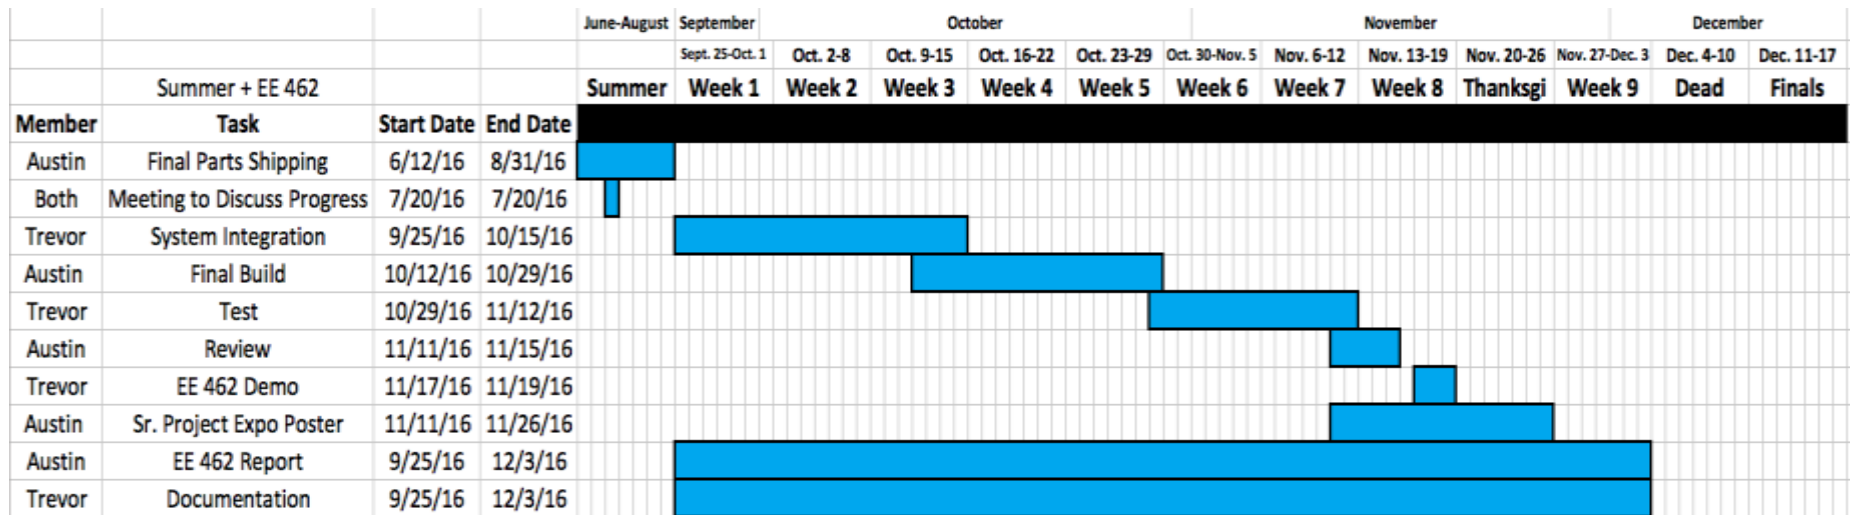 June-August September October November December
Sept. 25-Oct. 1 Oct. 2-8 Oct. 9-15 Oct. 16-22 Oct. 23-29 Oct. 30-Nov. 5 Nov. 6-12 Nov. 13-19 Nov. 20-26 Nov. 27-Dec. 3 Dec. 4-10 Dec. 11-17
Summer + EE 462 Summer Week 1 Week 2 Week 3 Week 4 Week 5 Week 6 Week 7 Week 8 Thanksgi Week 9 Dead Finals
Member Task Start Date End Date
Austin Final Parts Shipping 6/12/16 8/31/16
Both Meeting to Discuss Progress 7/20/16 7/20/16
Trevor System Integration 9/25/16 10/15/16
Austin Final Build 10/12/16 10/29/16
Trevor Test 10/29/16 11/12/16
Austin Review 11/11/16 11/15/16
Trevor EE 462 Demo 11/17/16 11/19/16
Austin Sr. Project Expo Poster 11/11/16 11/26/16
Austin EE 462 Report 9/25/16 12/3/16
Trevor Documentation 9/25/16 12/3/16